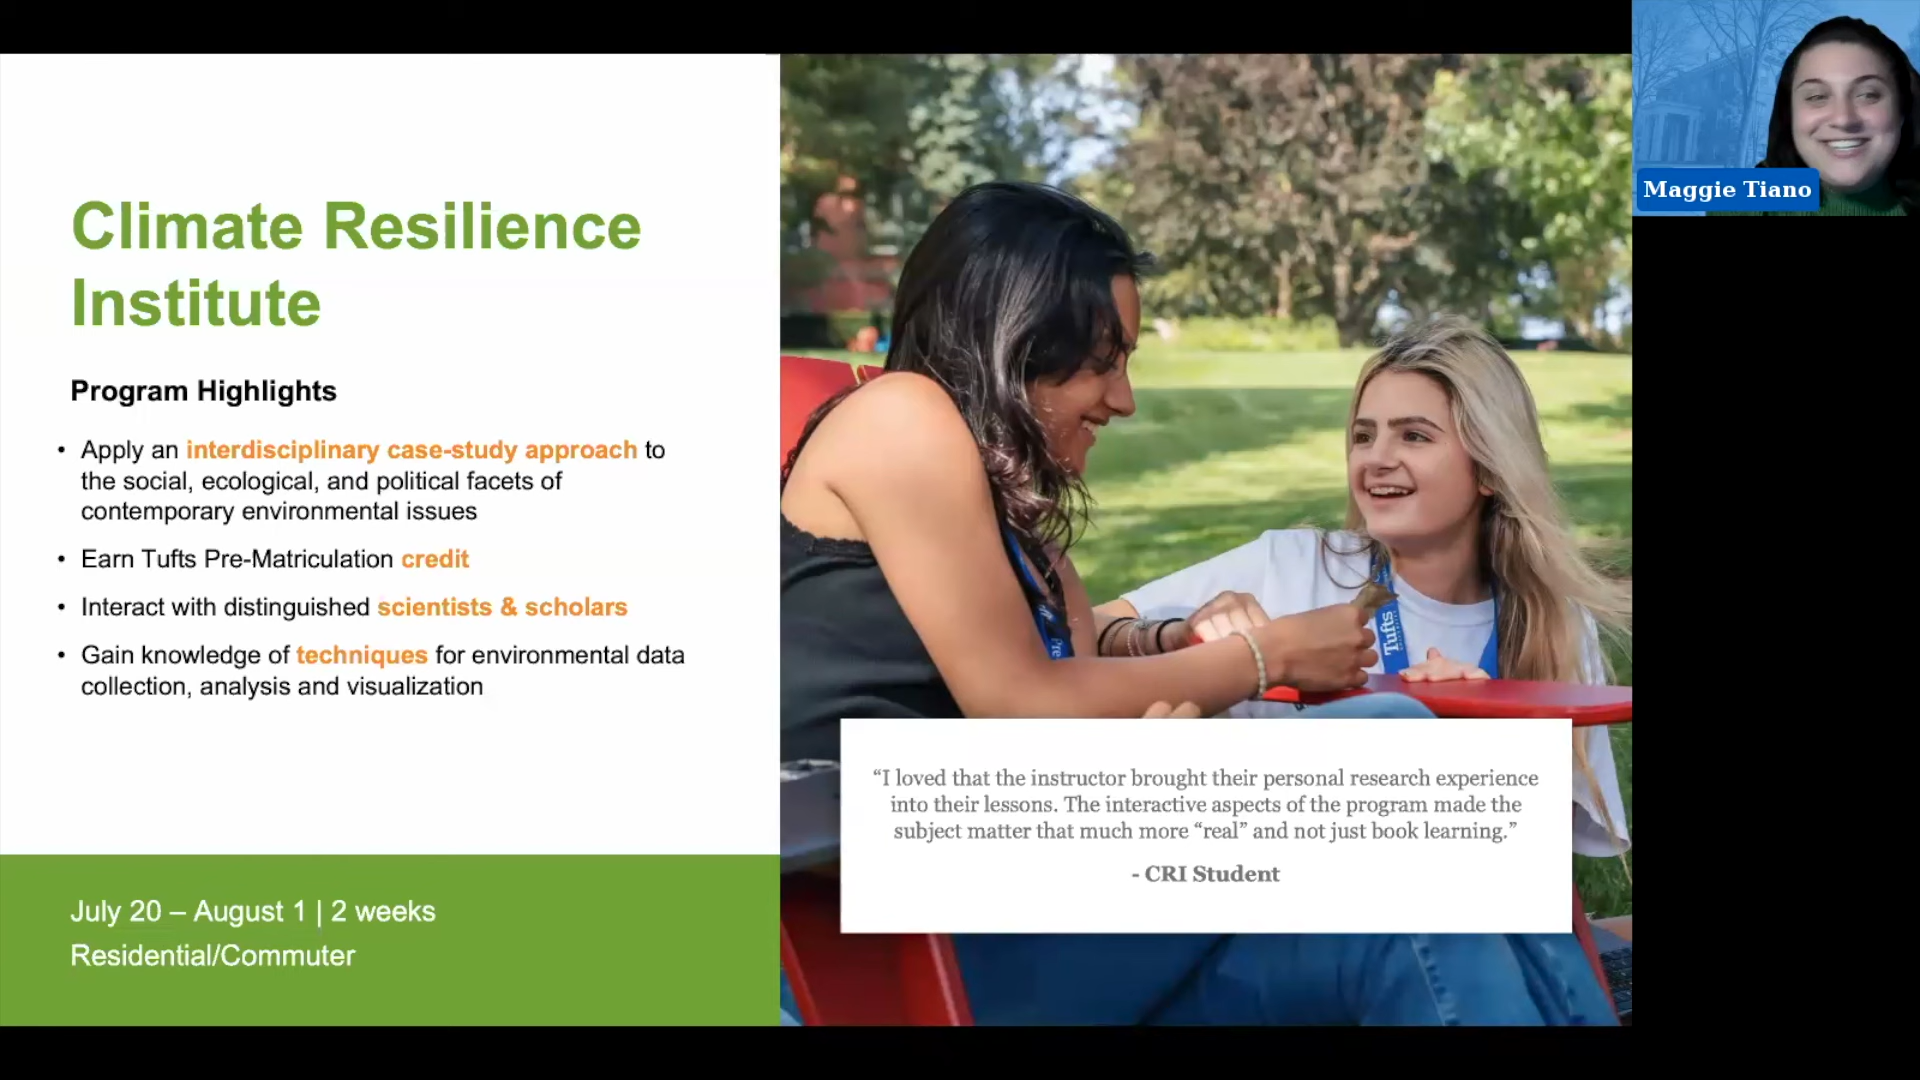 Climate Resilience
Institute
Program Highlights
• Apply an interdisciplinary case-study approach to
the social, ecological, and political facets of
contemporary environmental issues
• Earn Tufts Pre-Matriculation credit
• Interact with distinguished scientists & scholars
• Gain knowledge of techniques for environmental data
collection, analysis and visualization
July 20 – August 1 | 2 weeks
Residential/Commuter
Tufts
“I loved that the instructor brought their personal research experience
into their lessons. The interactive aspects of the program made the
subject matter that much more “real” and not just book learning.”
- CRI Student
Maggie Tiano